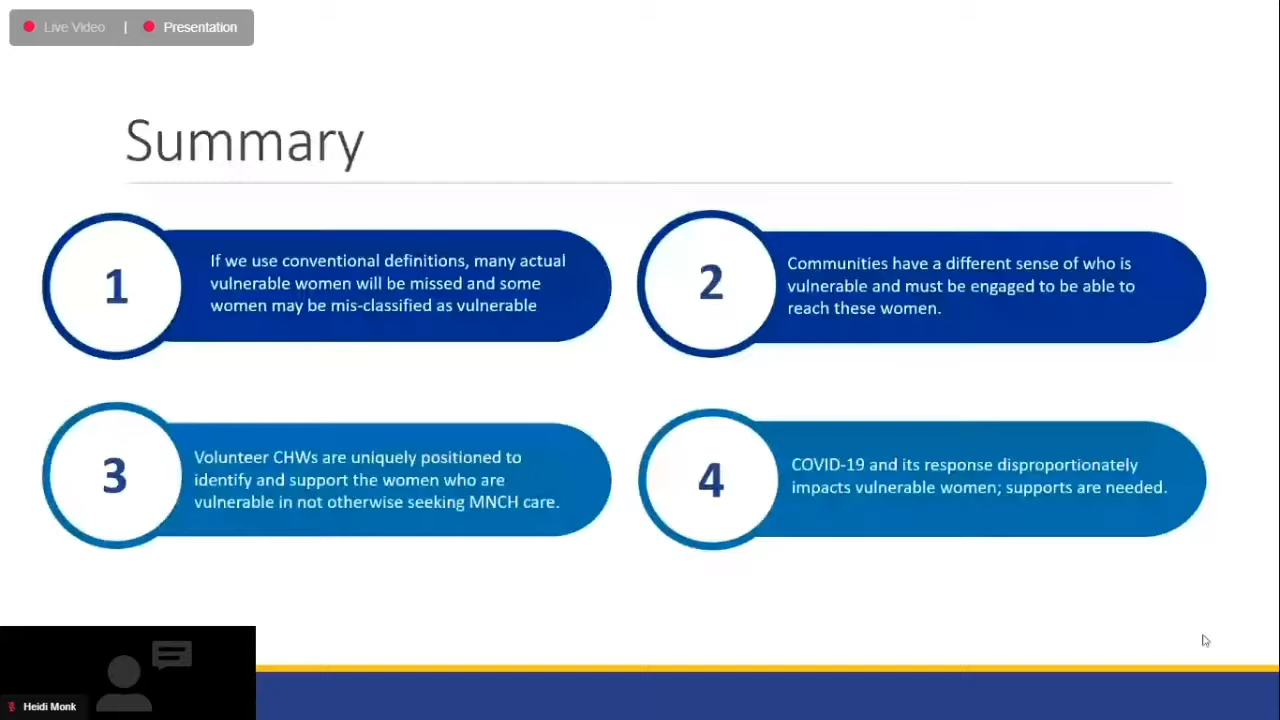 Live Video | Presentation
Summary
1
If we use conventional definitions, many actual
vulnerable women will be missed and some
women may be mis-classified as vulnerable
2
Communities have a different sense of who is
vulnerable and must be engaged to be able to
reach these women.
3
Volunteer CHWs are uniquely positioned to
identify and support the women who are
vulnerable in not otherwise seeking MNCH care.
4
COVID-19 and its response disproportionately
impacts vulnerable women; supports are needed.
Heidi Monk